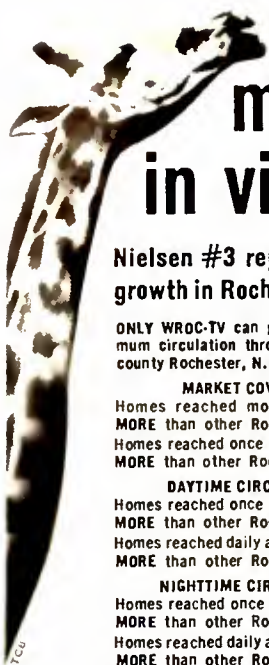 m
in vi
Nielsen #3 re
growth in Roch
ONLY WROC-TV can g
mum circulation thro
county Rochester, N.
MARKET COV
Homes reached mo
MORE than other Ro
Homes reached once
MORE than other Ro
DAYTIME CIRC
Homes reached once
MORE than other Ro
Homes reached daily a
MORE than other Ro
NIGHTTIME CIR
Homes reached once
MORE than other Ro
Homes reached daily a
MORE than other Ro
TCU